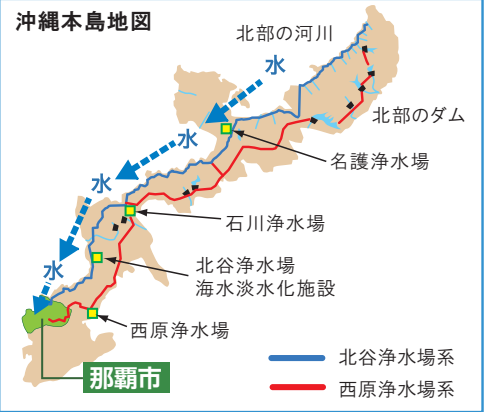 沖縄本島地図
北部の河川
水
北部のダム
水
名護浄水場
水
石川浄水場
北谷浄水場
海水淡水化施設
水
西原浄水場
那覇市
北谷浄水場系
西原浄水場系